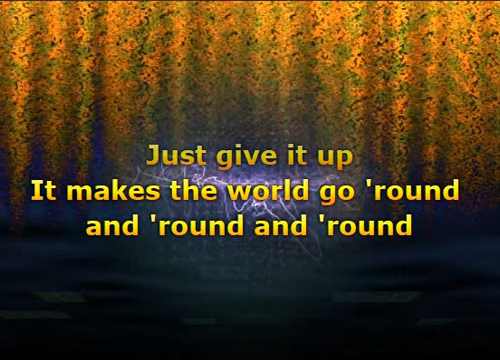 Just give it up
It makes the world go 'round
and 'round and 'round